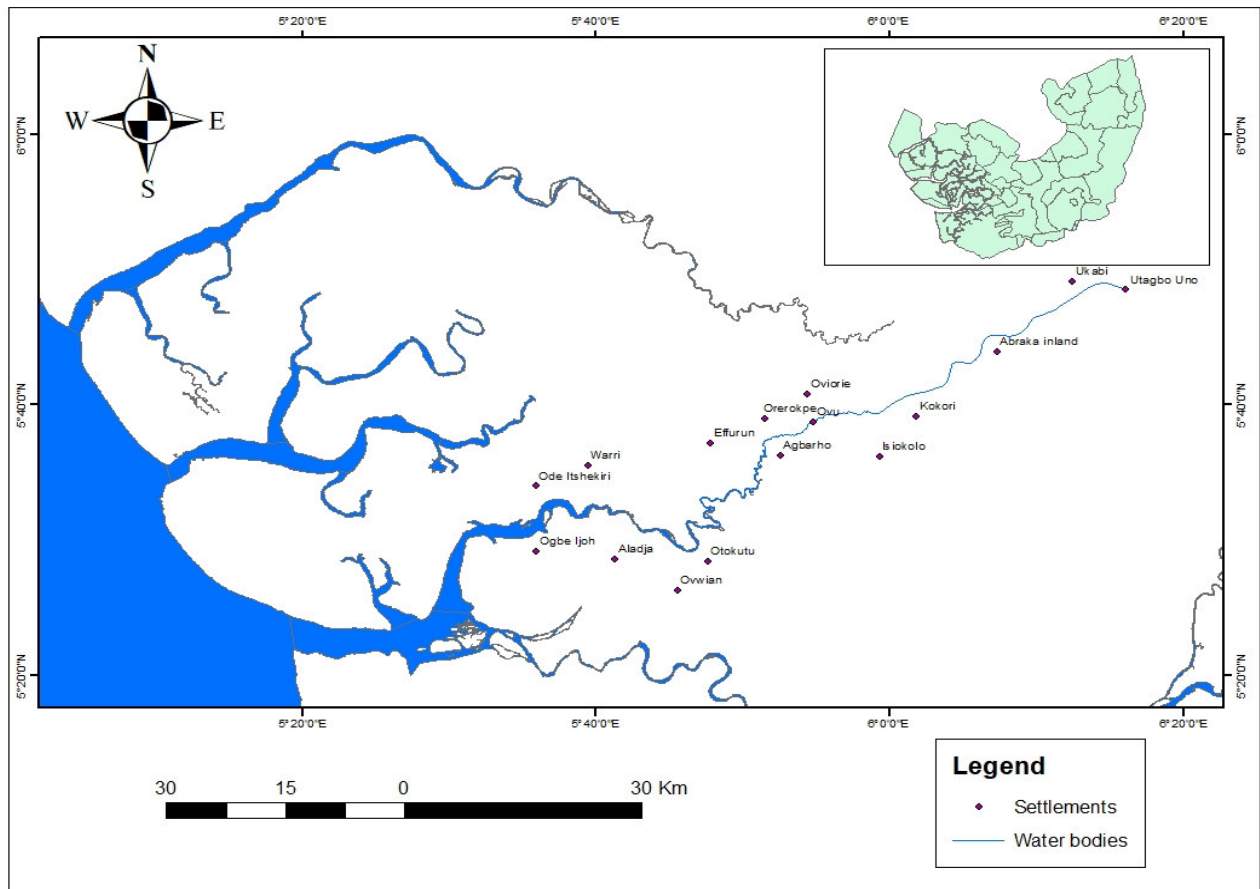 5°20'0"E
5°40'0"E
6°0'0"E
6°20'0"E
N
W
E
S
6°0'0"N
6°0'0"N
Ukabi
Utagbo Uno
Abraka inland
Oviorie
5°40'0"N
5°40'0"N
Orerokpe
Ovu
Kokori
Effurun
Agbarho
Isiokolo
Warri
Ode Itshekiri
Ogbe Ijoh
Aladja
Otokutu
Ovwian
5°20'0"N
5°20'0"N
5°20'0"E
5°40'0"E
6°0'0"E
6°20'0"E
30
15
0
30 Km
Legend
Settlements
Water bodies